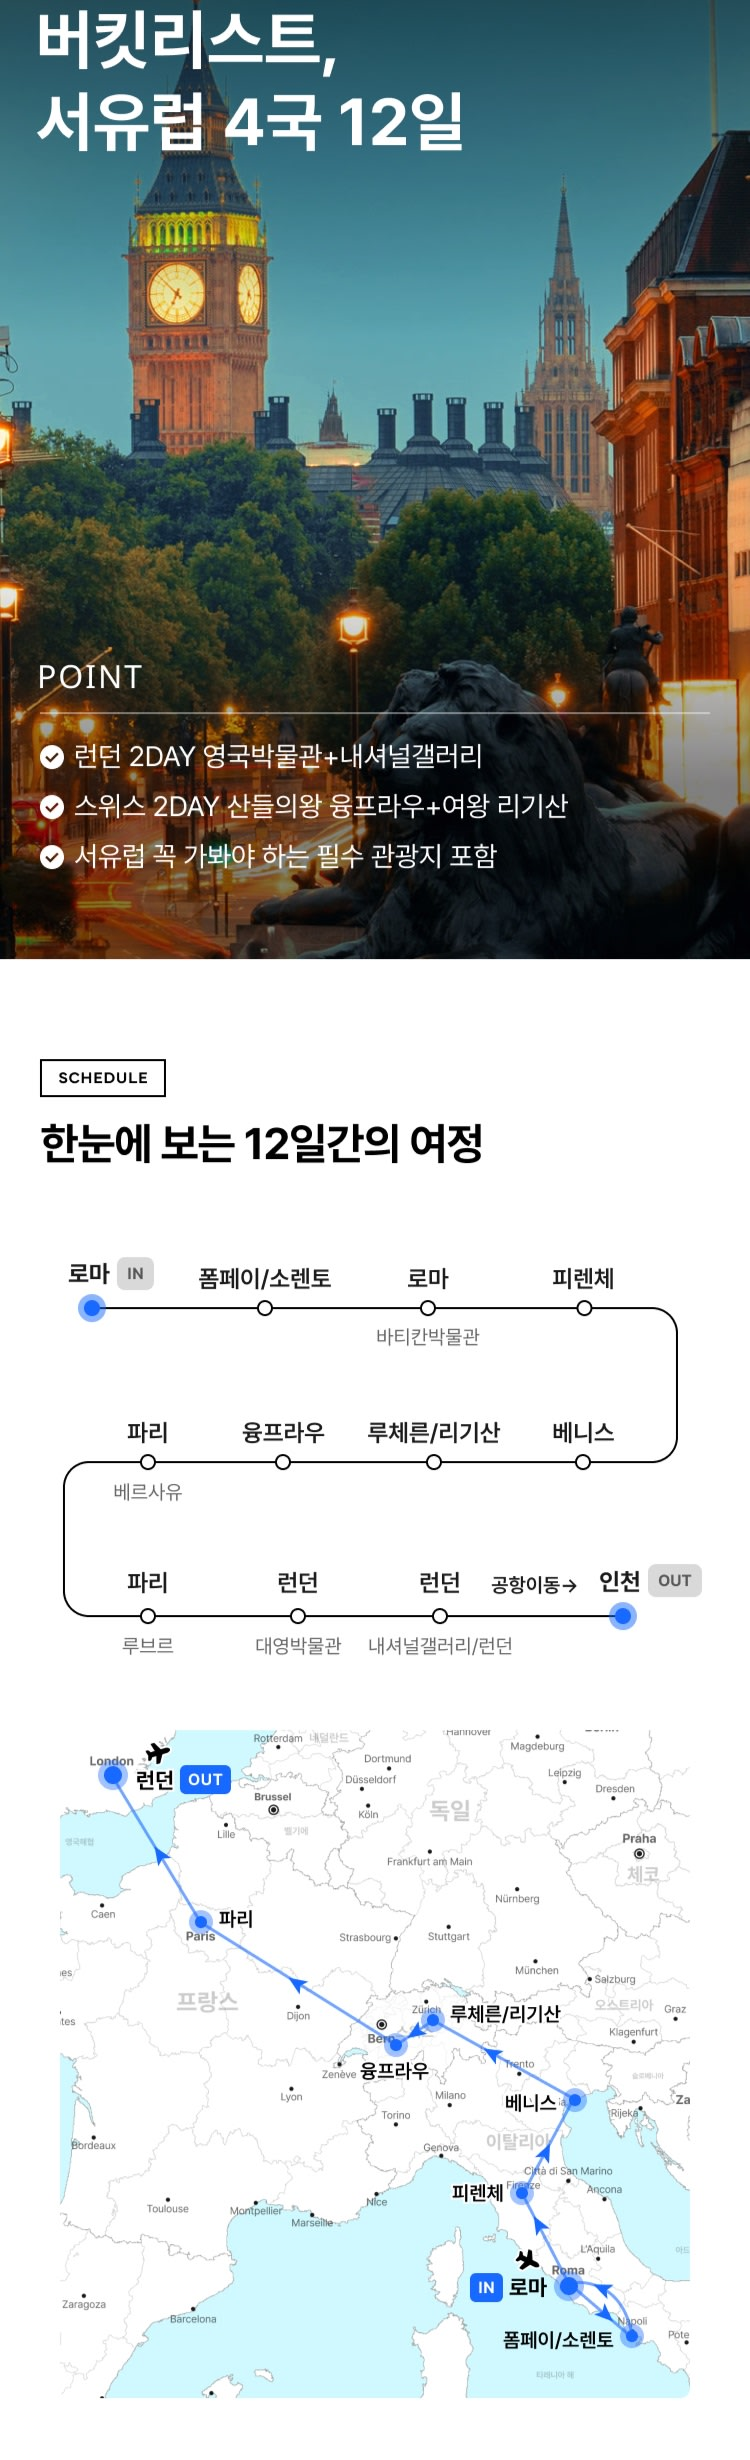 버킷리스트,
서유럽 4국 12일
POINT
런던 2DAY 영국박물관+내셔널갤러리
스위스 2DAY 산들의왕 융프라우+여왕 리기산
서유럽 꼭 가봐야 하는 필수 관광지 포함
SCHEDULE
한눈에 보는 12일간의 여정
로마 IN
폼페이/소렌토
로마
피렌체
바티칸박물관
파리
융프라우
루체른/리기산
베니스
베르사유
파리
런던
런던
공항이동→
인천 OUT
루브르
대영박물관
내셔널갤러리/런던
Rotterdam
네덜란드
Hannover
Magdeburg
London
런던 OUT
Dortmund
Düsseldorf
Leipzig
Dresden
Brussel
Köln
독일
영국해협
Lille
벨기에
Praha
체코
Frankfurt am Main
Nürnberg
Caen
파리
Paris
Strasbourg
Stuttgart
München
Salzburg
프랑스
Dijon
Zürich
루체른/리기산
오스트리아
Graz
Klagenfurt
Bern
융프라우
Zenève
Trento
슬로베니아
Lyon
Milano
베니스
Rijeka
Za
Torino
Bordeaux
Genova
이탈리아
Città di San Marino
피렌체
Firenze
Ancona
Toulouse
Montpellier
Nice
Marseille
L'Aquila
Roma
IN 로마
Zaragoza
Barcelona
Napoli
폼페이/소렌토
Pote
티레니아 해